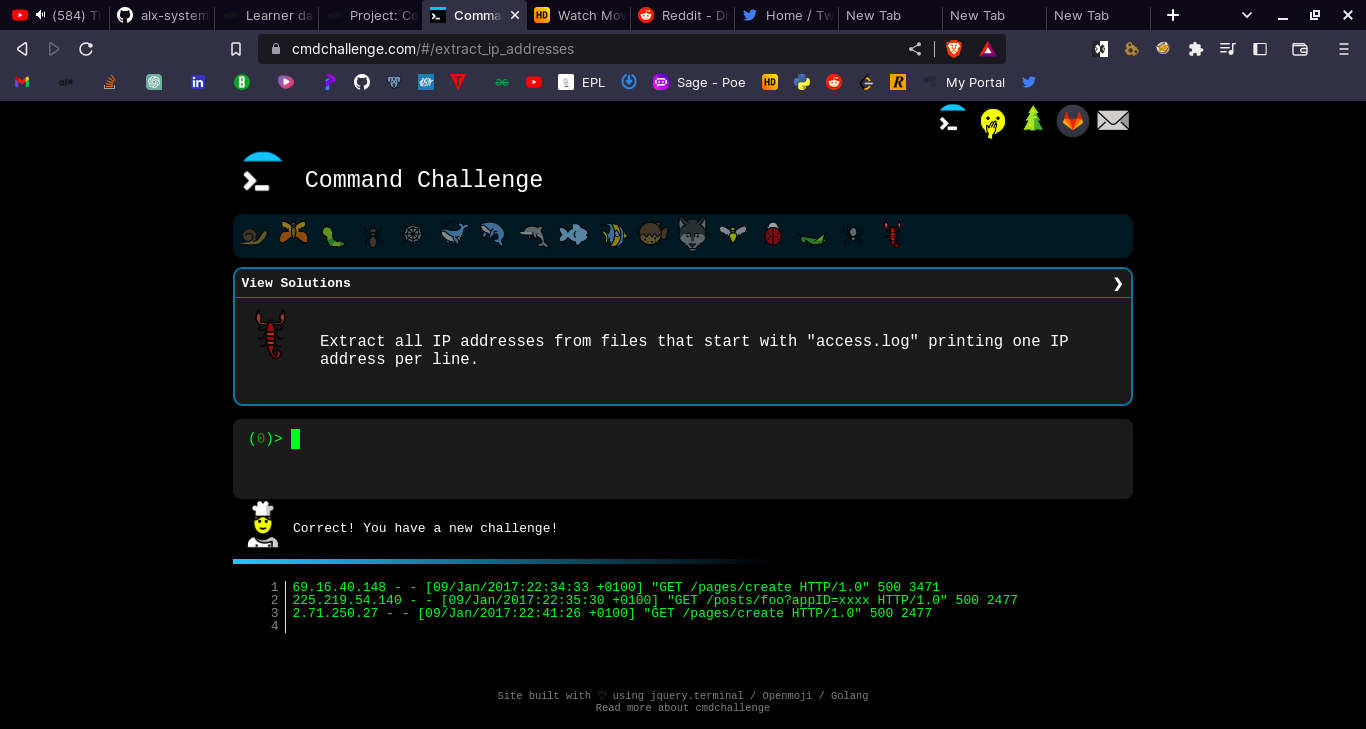 (584) T
alx-system
Learner da
Project: Co
Comma
Watch Mov
Reddit - Di
Home / Tw
New Tab
New Tab
New Tab
cmdchallenge.com/#/extract_ip_addresses
EPL
Sage - Poe
My Portal
Command Challenge
View Solutions
Extract all IP addresses from files that start with "access.log" printing one IP
address per line.
(0)>
Correct! You have a new challenge!
1 69.16.40.148 - - [09/Jan/2017:22:34:33 +0100] "GET /pages/create HTTP/1.0" 500 3471
2 225.219.54.140 - - [09/Jan/2017:22:35:30 +0100] "GET /posts/foo?appID=xxxx HTTP/1.0" 500 2477
3 2.71.250.27 - - [09/Jan/2017:22:41:26 +0100] "GET /pages/create HTTP/1.0" 500 2477
4
Site built with ♡ using jquery.terminal / Openmoji / Golang
Read more about cmdchallenge